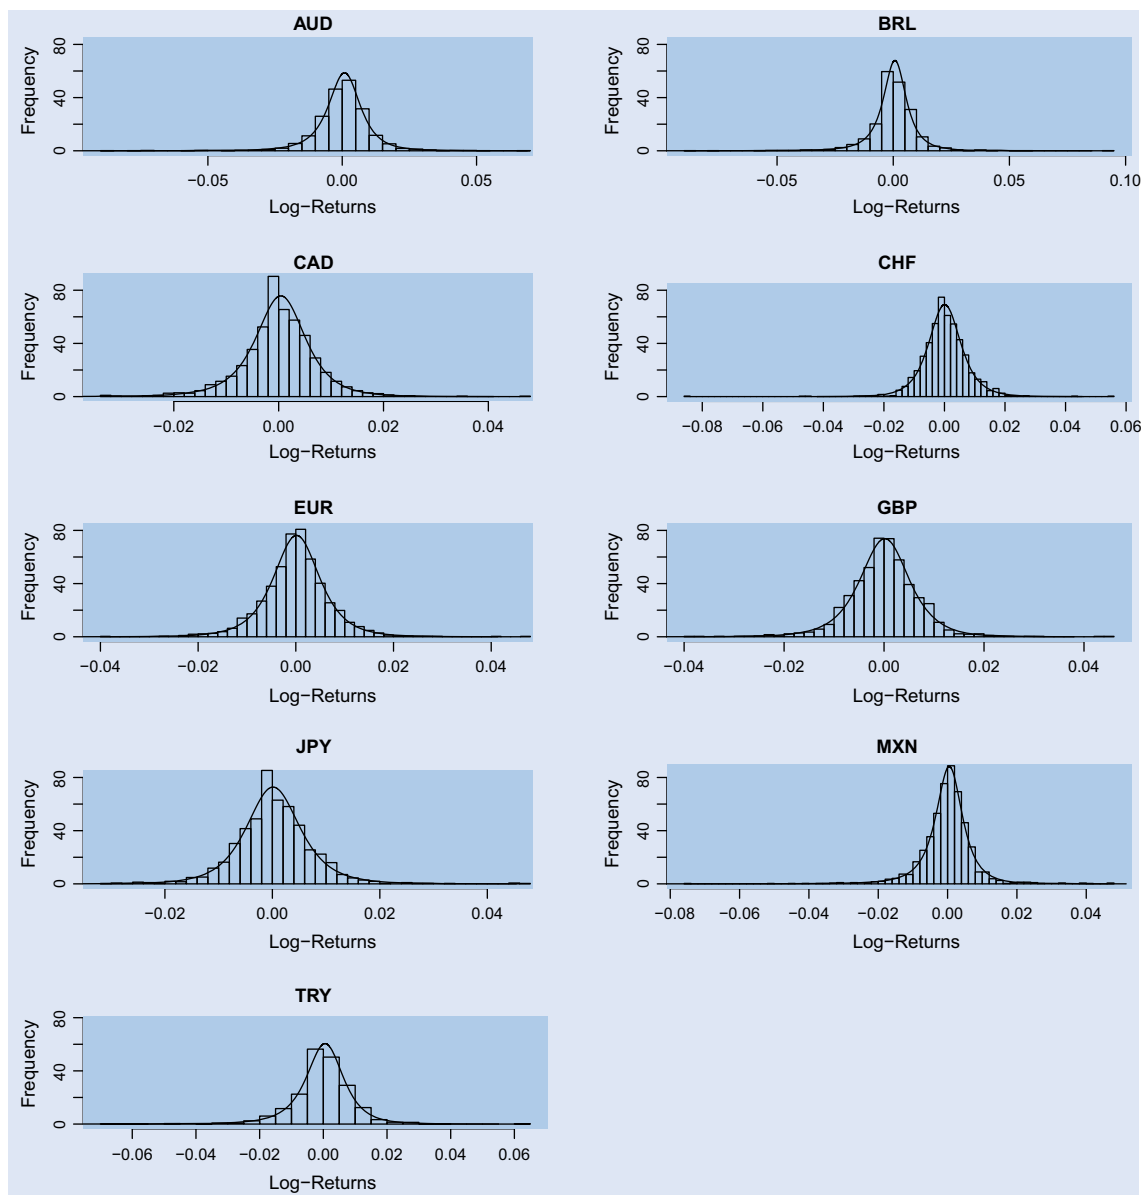 AUD
Frequency
80
40
0
−0.05 0.00 0.05
Log−Returns
BRL
Frequency
80
40
0
−0.05 0.00 0.05 0.10
Log−Returns
CAD
Frequency
80
40
0
−0.02 0.00 0.02 0.04
Log−Returns
CHF
Frequency
80
40
0
−0.08 −0.06 −0.04 −0.02 0.00 0.02 0.04 0.06
Log−Returns
EUR
Frequency
80
40
0
−0.04 −0.02 0.00 0.02 0.04
Log−Returns
GBP
Frequency
80
40
0
−0.04 −0.02 0.00 0.02 0.04
Log−Returns
JPY
Frequency
80
40
0
−0.02 0.00 0.02 0.04
Log−Returns
MXN
Frequency
80
40
0
−0.08 −0.06 −0.04 −0.02 0.00 0.02 0.04
Log−Returns
TRY
Frequency
80
40
0
−0.06 −0.04 −0.02 0.00 0.02 0.04 0.06
Log−Returns